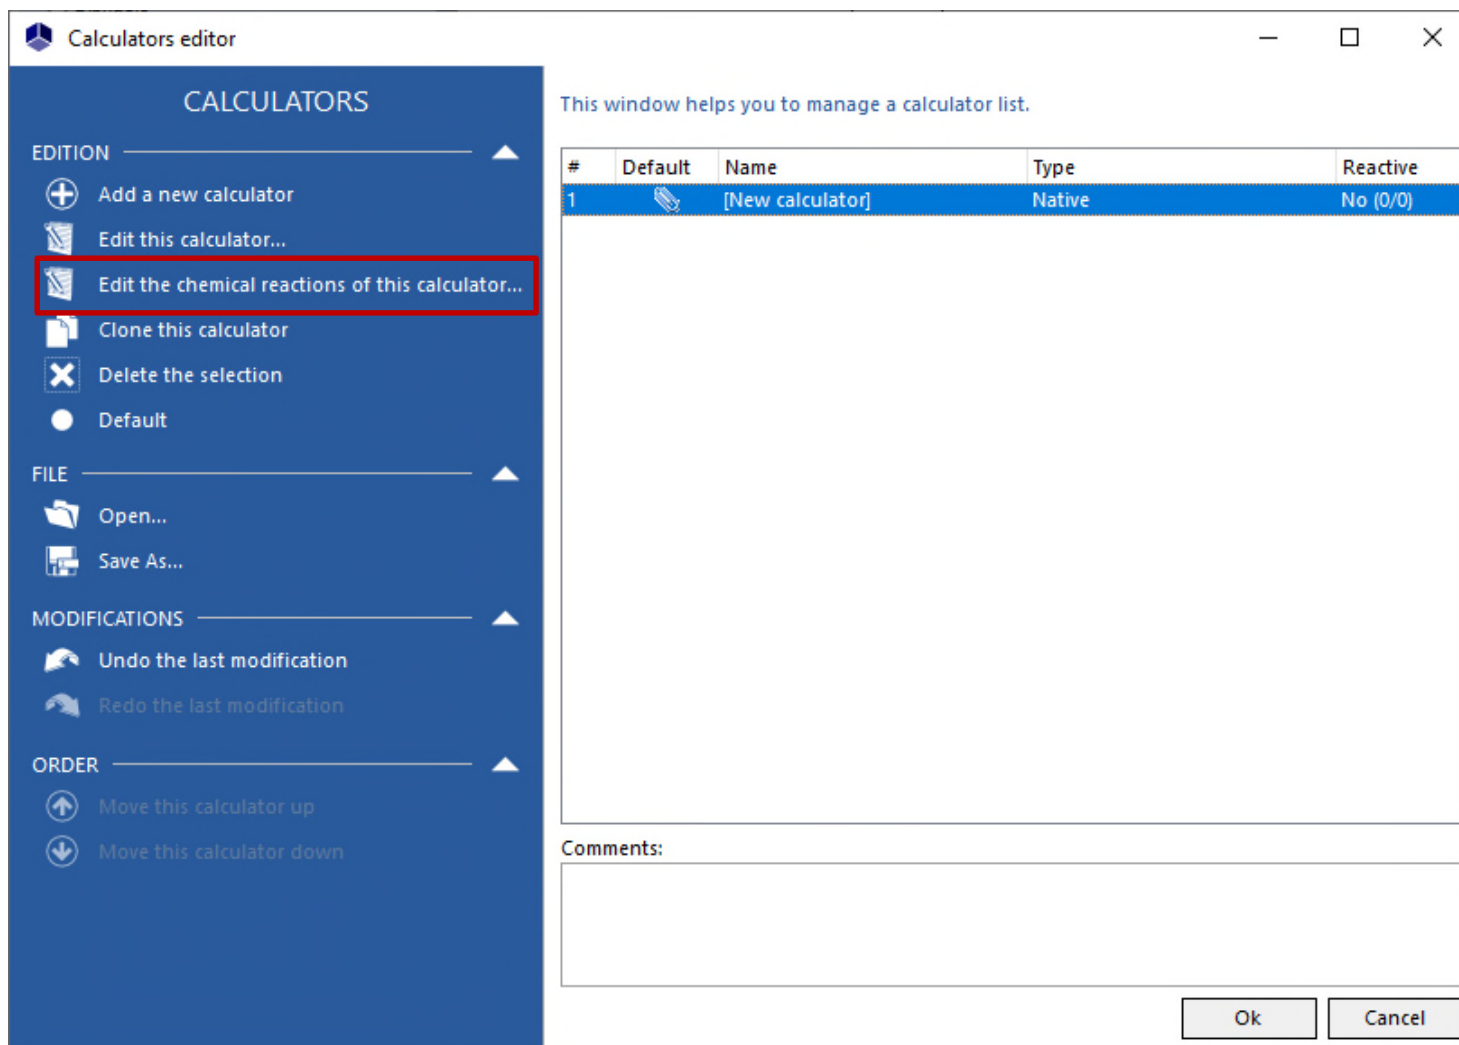 Calculators editor
CALCULATORS
EDITION
Add a new calculator
Edit this calculator...
Edit the chemical reactions of this calculator...
Clone this calculator
Delete the selection
Default
FILE
Open...
Save As...
MODIFICATIONS
Undo the last modification
Redo the last modification
ORDER
Move this calculator up
Move this calculator down
This window helps you to manage a calculator list.
# Default Name Type Reactive
1 [New calculator] Native No (0/0)
Comments:
Ok Cancel